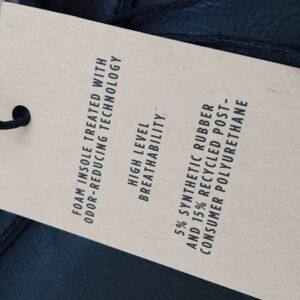 FOAM INSOLE TREATED WITH
ODOR-REDUCING TECHNOLOGY
HIGH LEVEL
BREATHABILITY
5% SYNTHETIC RUBBER
AND 15% RECYCLED POST-
CONSUMER POLYURETHANE